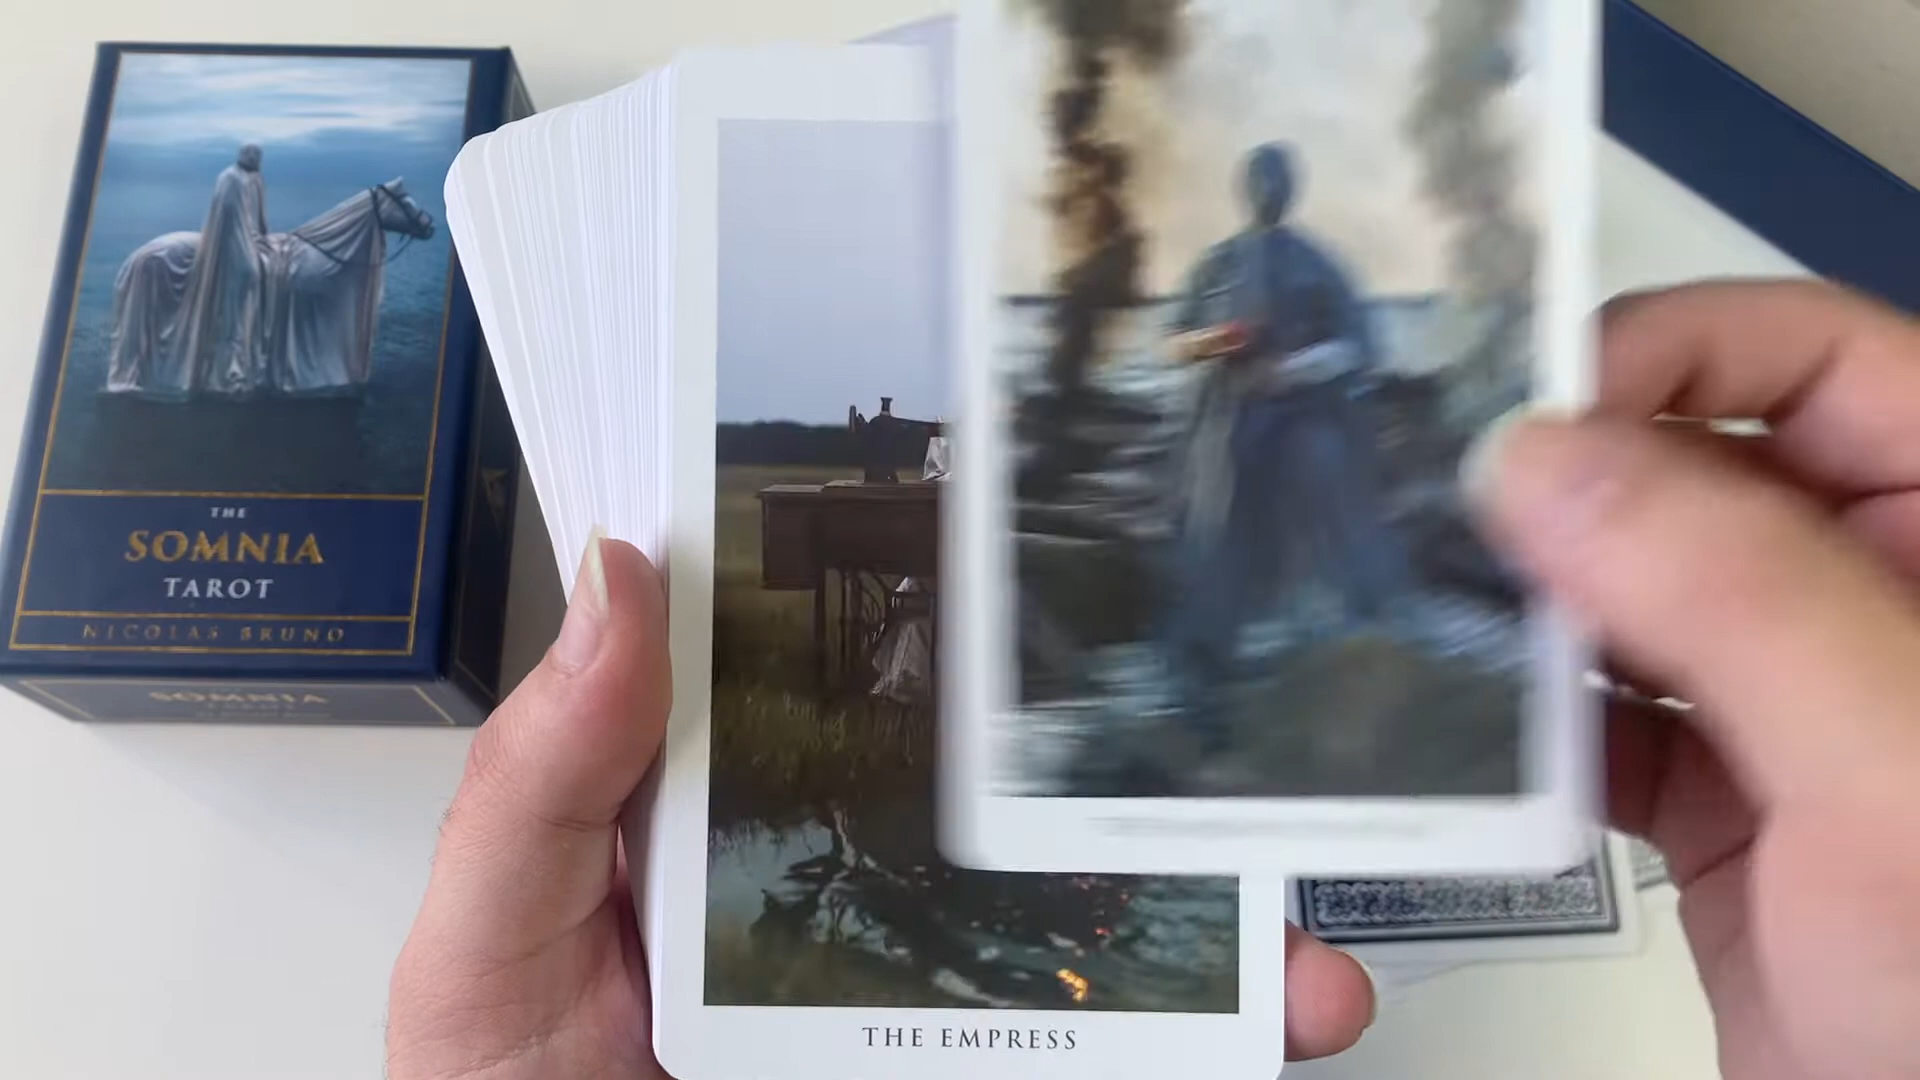 THE
SOMNIA
TAROT
NICOLAS BRUNO
SOMNIA
THE EMPRESS